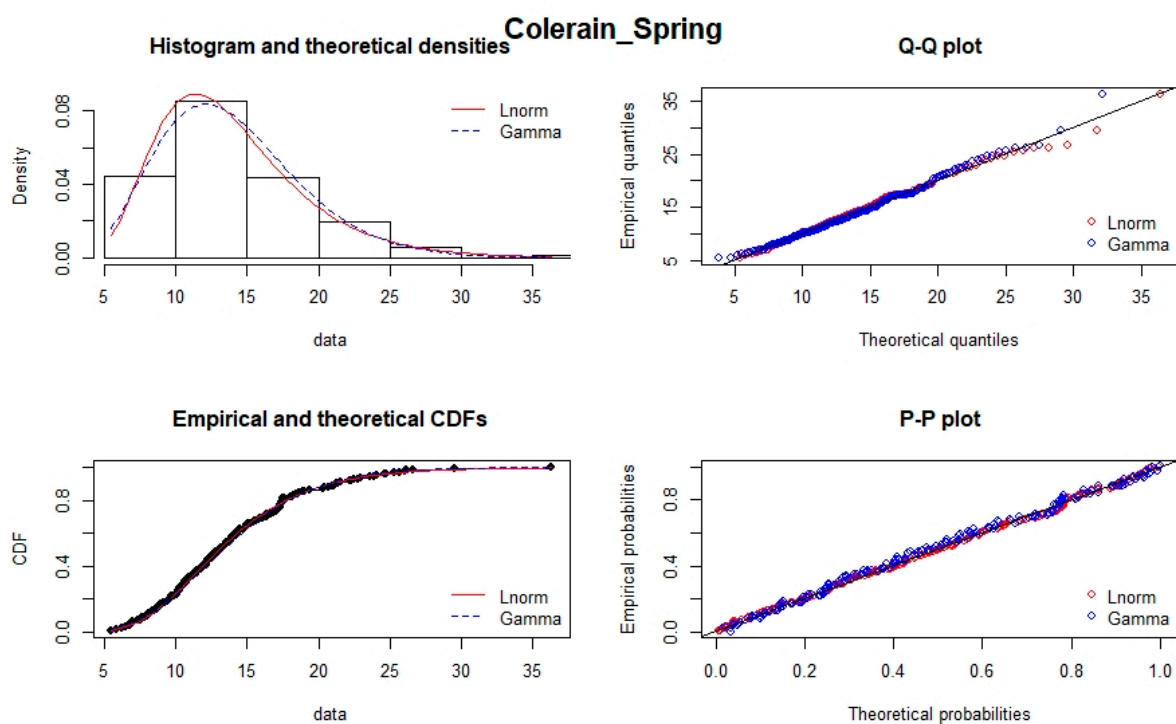 Colerain_Spring
Histogram and theoretical densities
Density
0.00 0.04 0.08
Lnorm
Gamma
5 10 15 20 25 30 35
data
Q-Q plot
Empirical quantiles
5 15 25 35
Lnorm
Gamma
5 10 15 20 25 30 35
Theoretical quantiles
Empirical and theoretical CDFs
CDF
0.0 0.4 0.8
Lnorm
Gamma
5 10 15 20 25 30 35
data
P-P plot
Empirical probabilities
0.0 0.4 0.8
Lnorm
Gamma
0.0 0.2 0.4 0.6 0.8 1.0
Theoretical probabilities